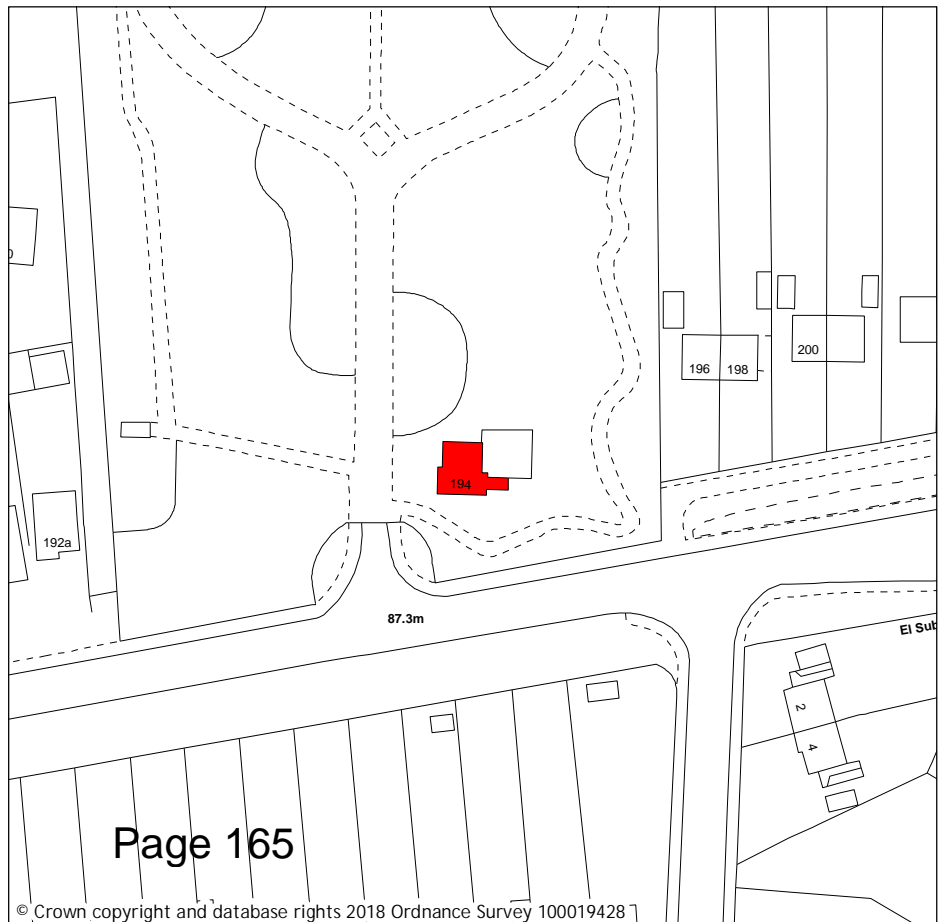 196
198
200
194
192a
87.3m
El Sub
2
4
Page 165
© Crown copyright and database rights 2018 Ordnance Survey 100019428